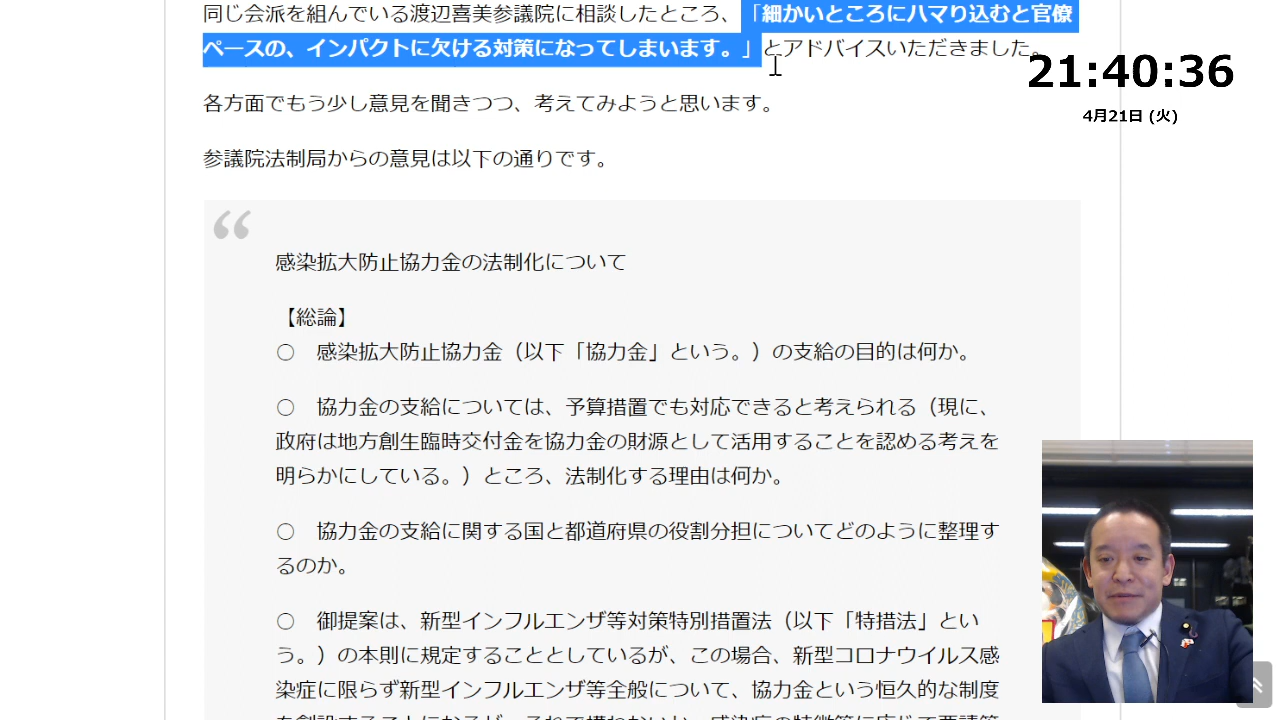 同じ会派を組んでいる渡辺喜美参議院に相談したところ、「細かいところにハマり込むと官僚
ペースの、インパクトに欠ける対策になってしまいます。」とアドバイスいただきました。
21:40:36
4月21日 (火)
各方面でもう少し意見を聞きつつ、考えてみようと思います。
参議院法制局からの意見は以下の通りです。
“
感染拡大防止協力金の法制化について
【総論】
○ 感染拡大防止協力金（以下「協力金」という。）の支給の目的は何か。
○ 協力金の支給については、予算措置でも対応できると考えられる（現に、
政府は地方創生臨時交付金を協力金の財源として活用することを認める考えを
明らかにしている。）ところ、法制化する理由は何か。
○ 協力金の支給に関する国と都道府県の役割分担についてどのように整理す
るのか。
○ 御提案は、新型インフルエンザ等対策特別措置法（以下「特措法」とい
う。）の本則に規定することとしているが、この場合、新型コロナウイルス感
染症に限らず新型インフルエンザ等全般について、協力金という恒久的な制度